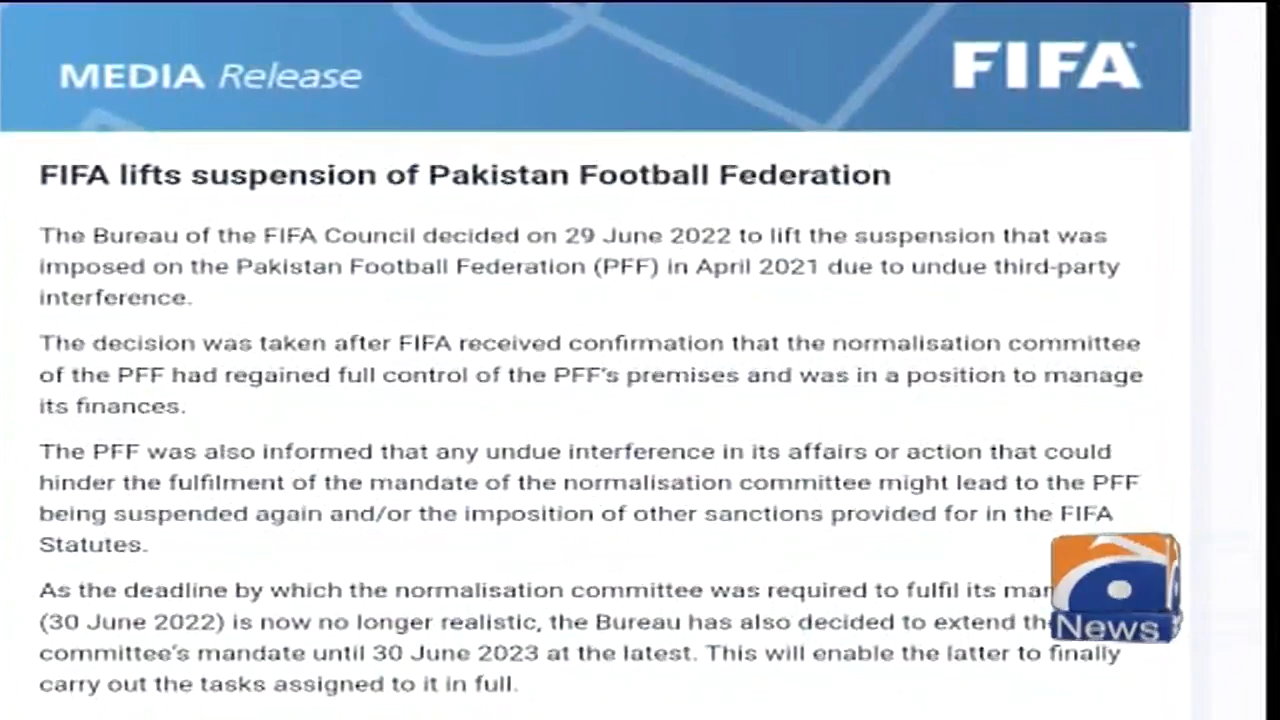 MEDIA Release
FIFA
FIFA lifts suspension of Pakistan Football Federation
The Bureau of the FIFA Council decided on 29 June 2022 to lift the suspension that was
imposed on the Pakistan Football Federation (PFF) in April 2021 due to undue third-party
interference.
The decision was taken after FIFA received confirmation that the normalisation committee
of the PFF had regained full control of the PFF's premises and was in a position to manage
its finances.
The PFF was also informed that any undue interference in its affairs or action that could
hinder the fulfilment of the mandate of the normalisation committee might lead to the PFF
being suspended again and/or the imposition of other sanctions provided for in the FIFA
Statutes.
As the deadline by which the normalisation committee was required to fulfil its
(30 June 2022) is now no longer realistic, the Bureau has also decided to extend
committee's mandate until 30 June 2023 at the latest. This will enable the latter to finally
carry out the tasks assigned to it in full.
News